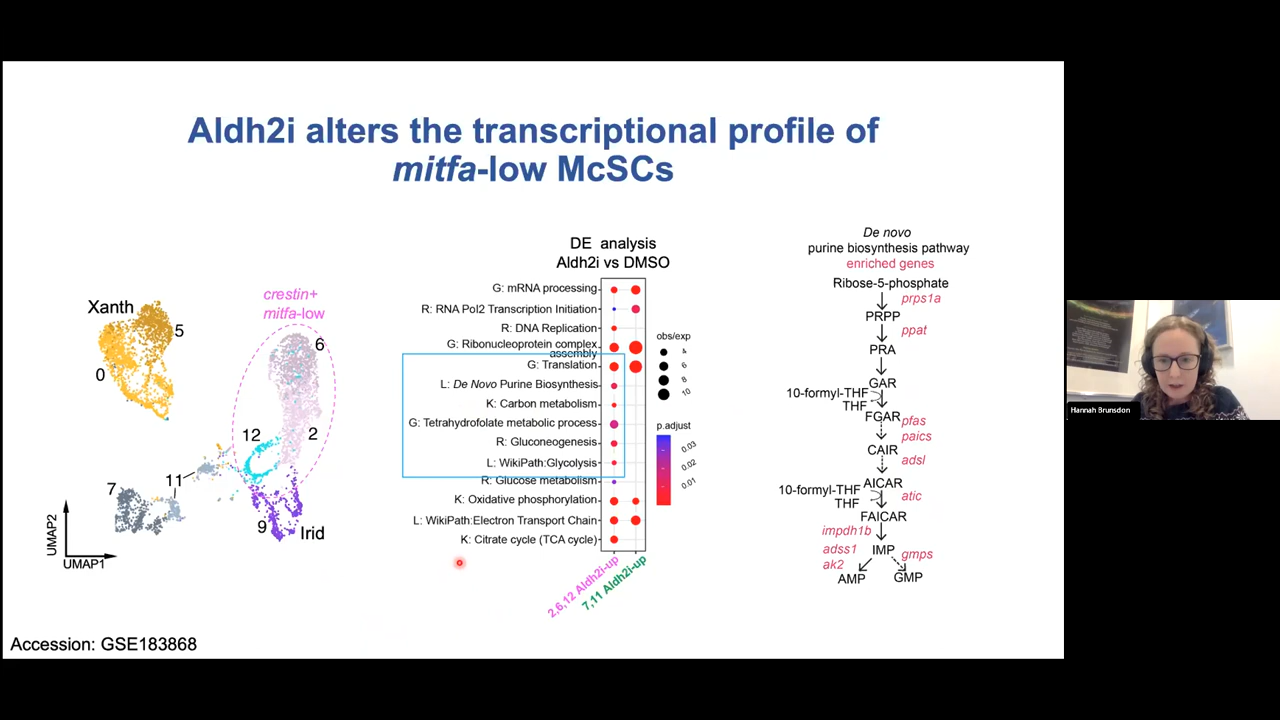 Aldh2i alters the transcriptional profile of
mitfa-low McSCs
Xanth
5
0
crestin+
mitfa-low
6
12
2
11
7
9
Irid
UMAP2
UMAP1
DE analysis
Aldh2i vs DMSO
G: mRNA processing
R: RNA Pol2 Transcription Initiation
R: DNA Replication
G: Ribonucleoprotein complex
assembly
G: Translation
L: De Novo Purine Biosynthesis
K: Carbon metabolism
G: Tetrahydrofolate metabolic process
R: Gluconeogenesis
L: WikiPath:Glycolysis
R: Glucose metabolism
K: Oxidative phosphorylation
L: WikiPath:Electron Transport Chain
K: Citrate cycle (TCA cycle)
2,6,12 Aldh2i-up
7,11 Aldh2i-up
obs/exp
4
6
8
10
p.adjust
0.03
0.02
0.01
De novo
purine biosynthesis pathway
enriched genes
Ribose-5-phosphate
prps1a
PRPP
ppat
PRA
GAR
10-formyl-THF
THF
FGAR
pfas
paics
CAIR
adsl
AICAR
10-formyl-THF
THF
atic
FAICAR
impdh1b
adss1
ak2
IMP
gmps
AMP
GMP
Accession: GSE183868
Hannah Brunsdon